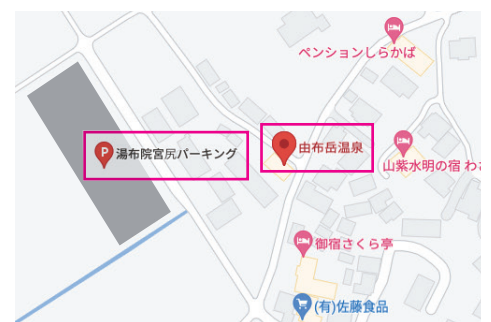 ペンションしらかば
P
湯布院宮尻パーキング
由布岳温泉
山紫水明の宿 わ
御宿さくら亭
(有)佐藤食品